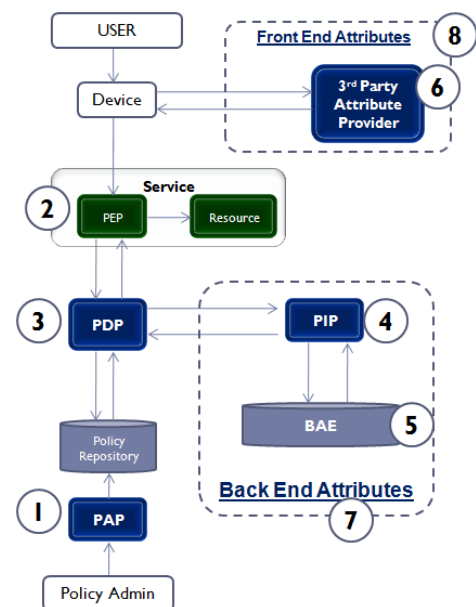 USER
Front End Attributes
8
Device
3rd Party
Attribute
Provider
6
Service
2
PEP
Resource
3
PDP
PIP
4
Policy
Repository
BAE
5
Back End Attributes
7
1
PAP
Policy Admin